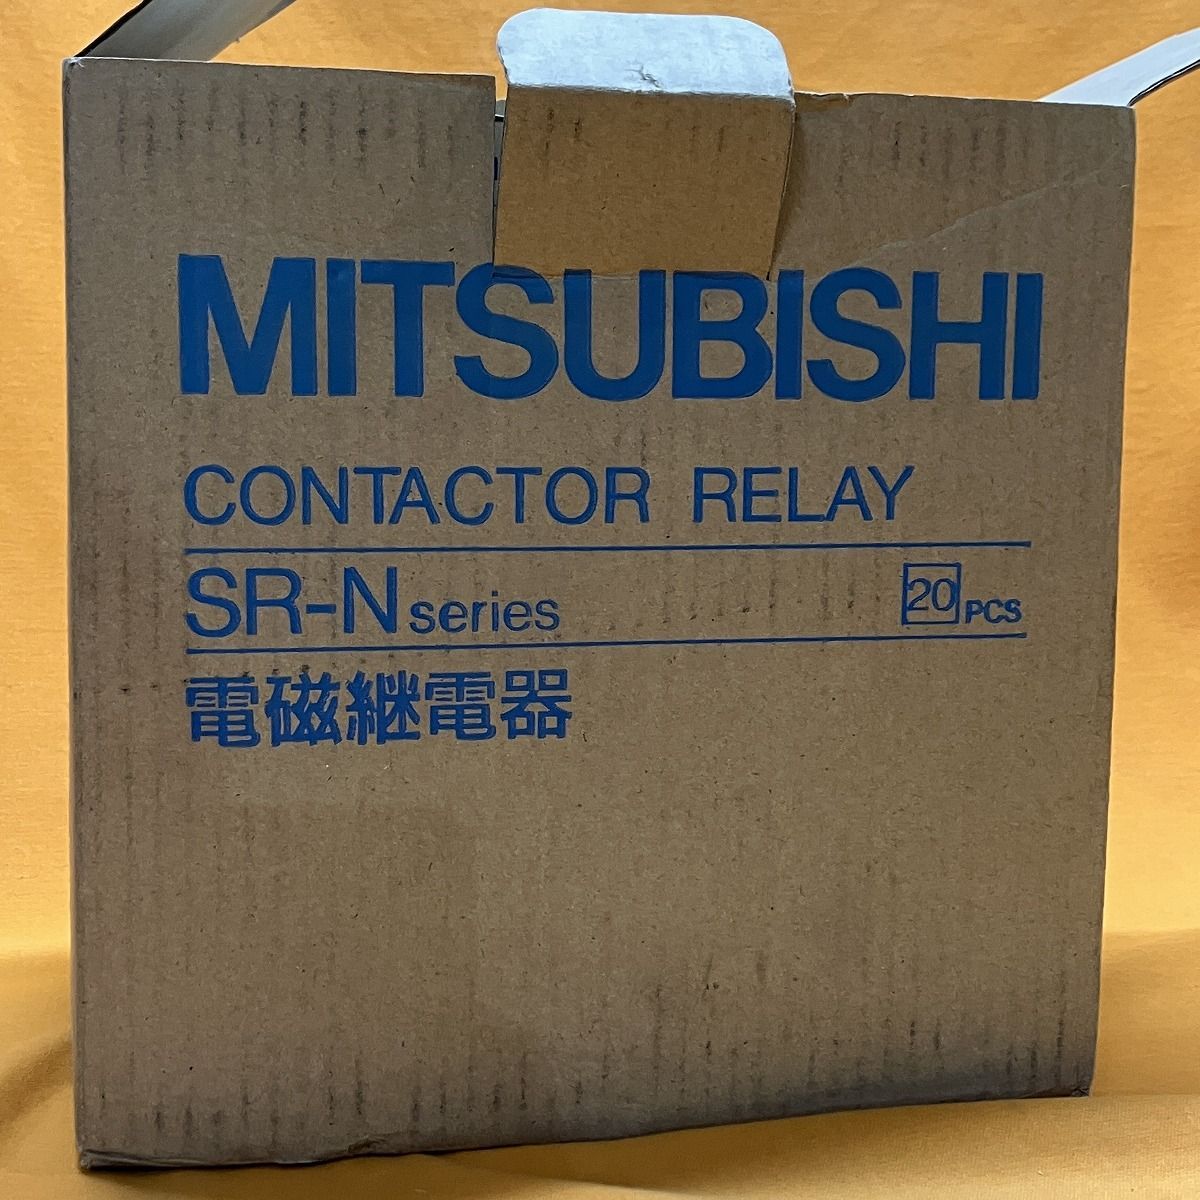 MITSUBISHI
CONTACTOR RELAY
SR-N series 20 PCS
電磁継電器